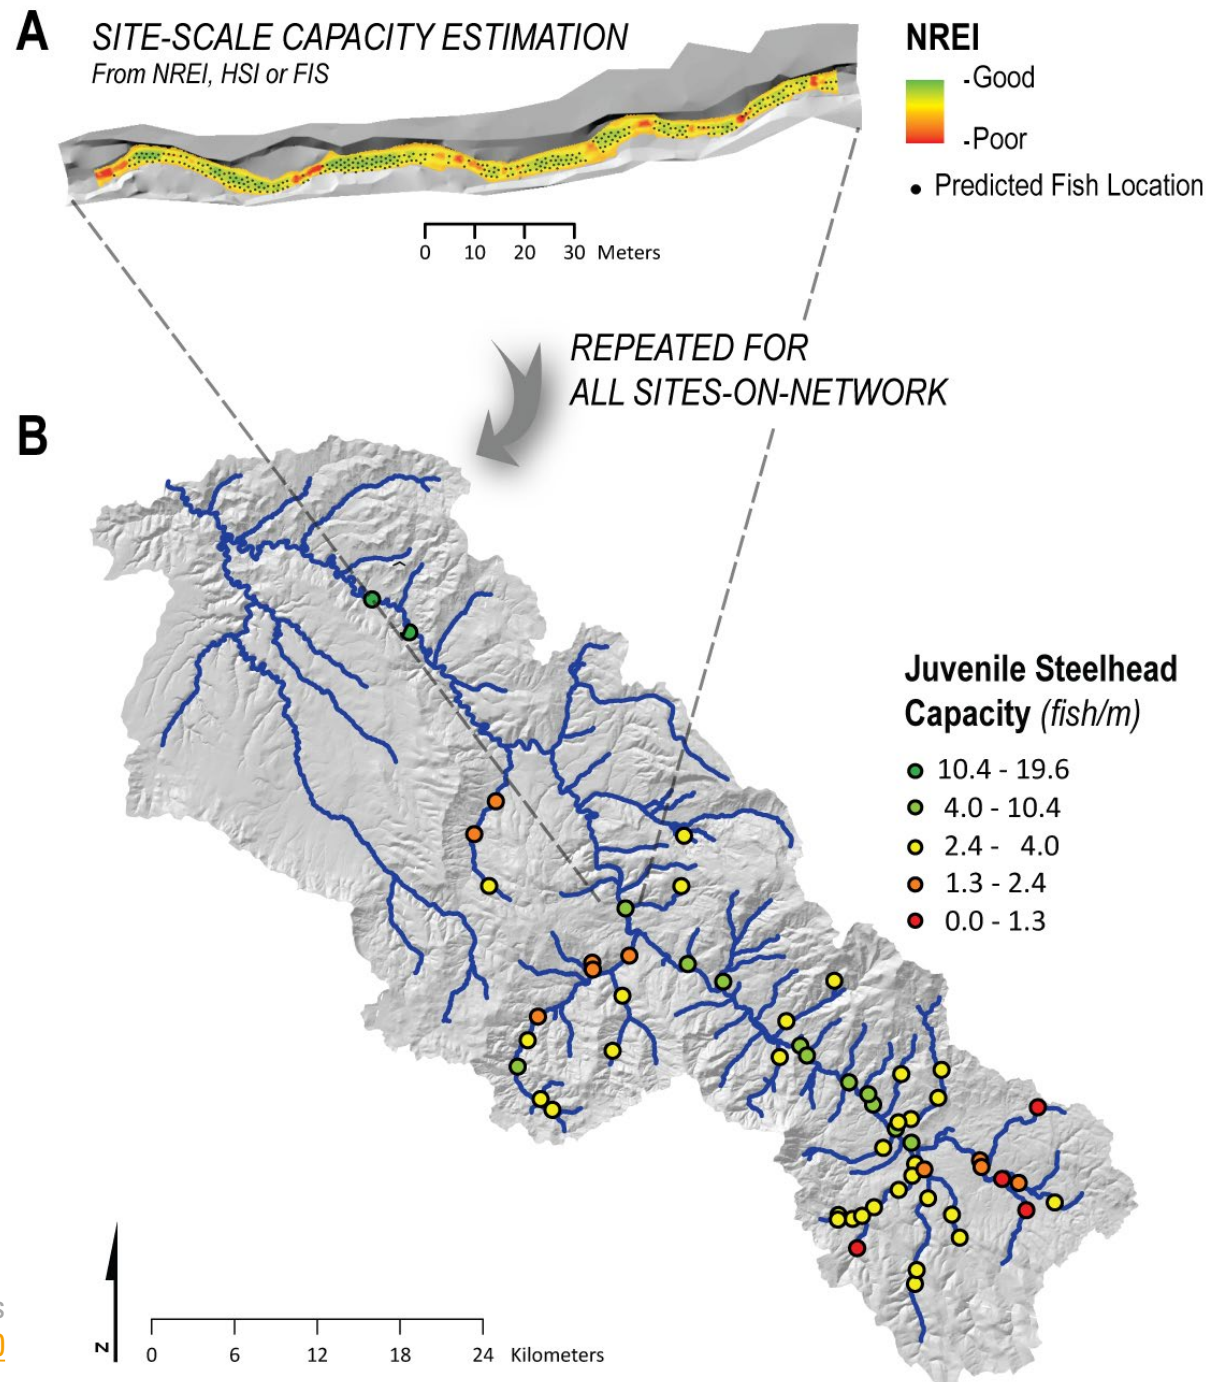 A
SITE-SCALE CAPACITY ESTIMATION
From NREI, HSI or FIS
NREI
-Good
-Poor
Predicted Fish Location
0 10 20 30 Meters
REPEATED FOR
ALL SITES-ON-NETWORK
B
Juvenile Steelhead
Capacity (fish/m)
10.4 - 19.6
4.0 - 10.4
2.4 - 4.0
1.3 - 2.4
0.0 - 1.3
N
0 6 12 18 24 Kilometers